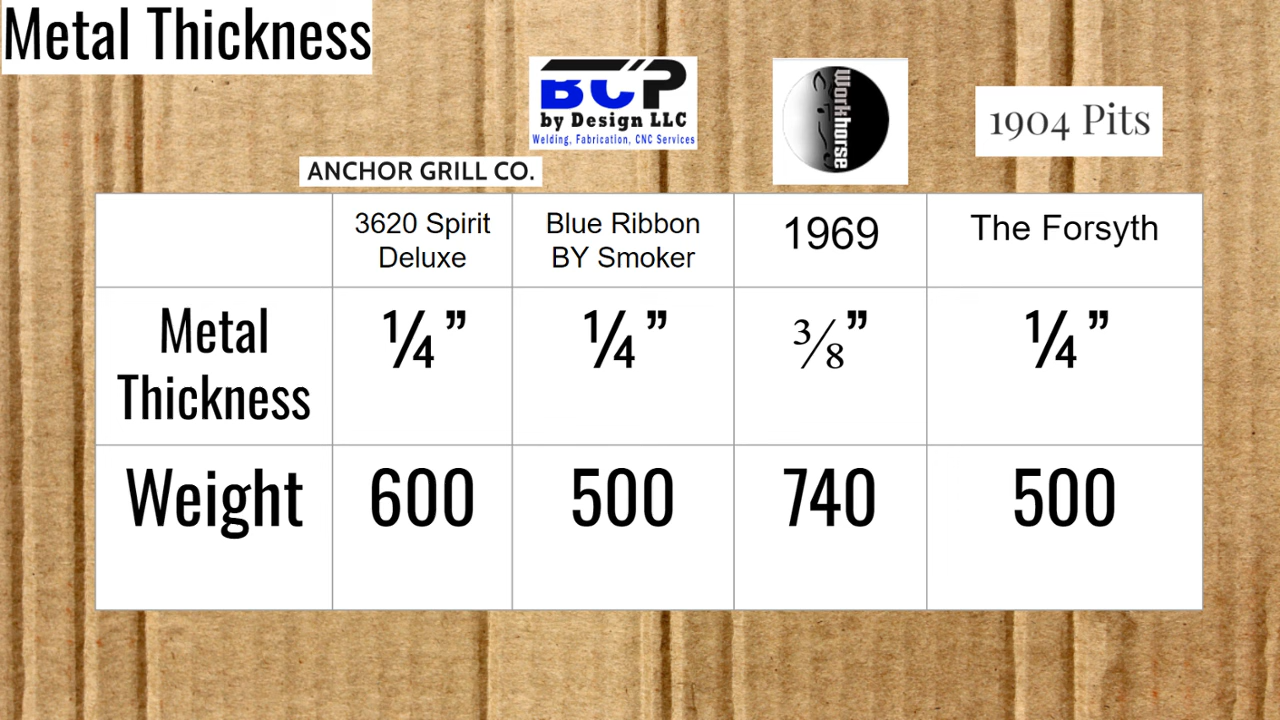 Metal Thickness
BCP
by Design LLC
Welding, Fabrication, CNC Services
Workhorse
1904 Pits
ANCHOR GRILL CO.
3620 Spirit
Deluxe
Blue Ribbon
BY Smoker
1969
The Forsyth
Metal
Thickness
¼”
¼”
⅜”
¼”
Weight
600
500
740
500